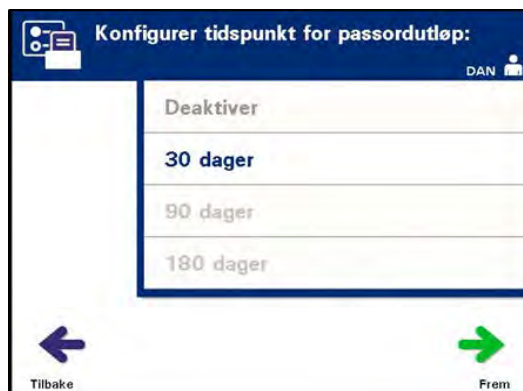 Konfigurer tidspunkt for passordutløp:
DAN
Deaktiver
30 dager
90 dager
180 dager
Tilbake
Frem